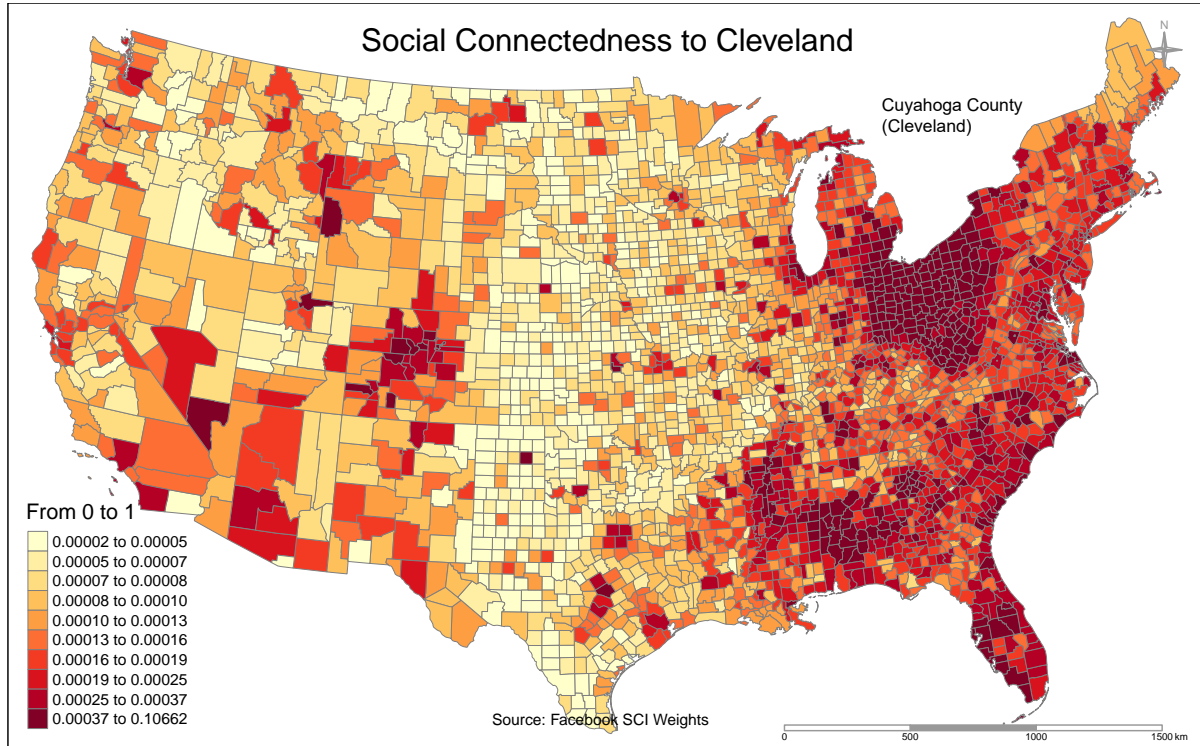 Social Connectedness to Cleveland
N
Cuyahoga County
(Cleveland)
From 0 to 1
0.00002 to 0.00005
0.00005 to 0.00007
0.00007 to 0.00008
0.00008 to 0.00010
0.00010 to 0.00013
0.00013 to 0.00016
0.00016 to 0.00019
0.00019 to 0.00025
0.00025 to 0.00037
0.00037 to 0.10662
Source: Facebook SCI Weights
0 500 1000 1500 km